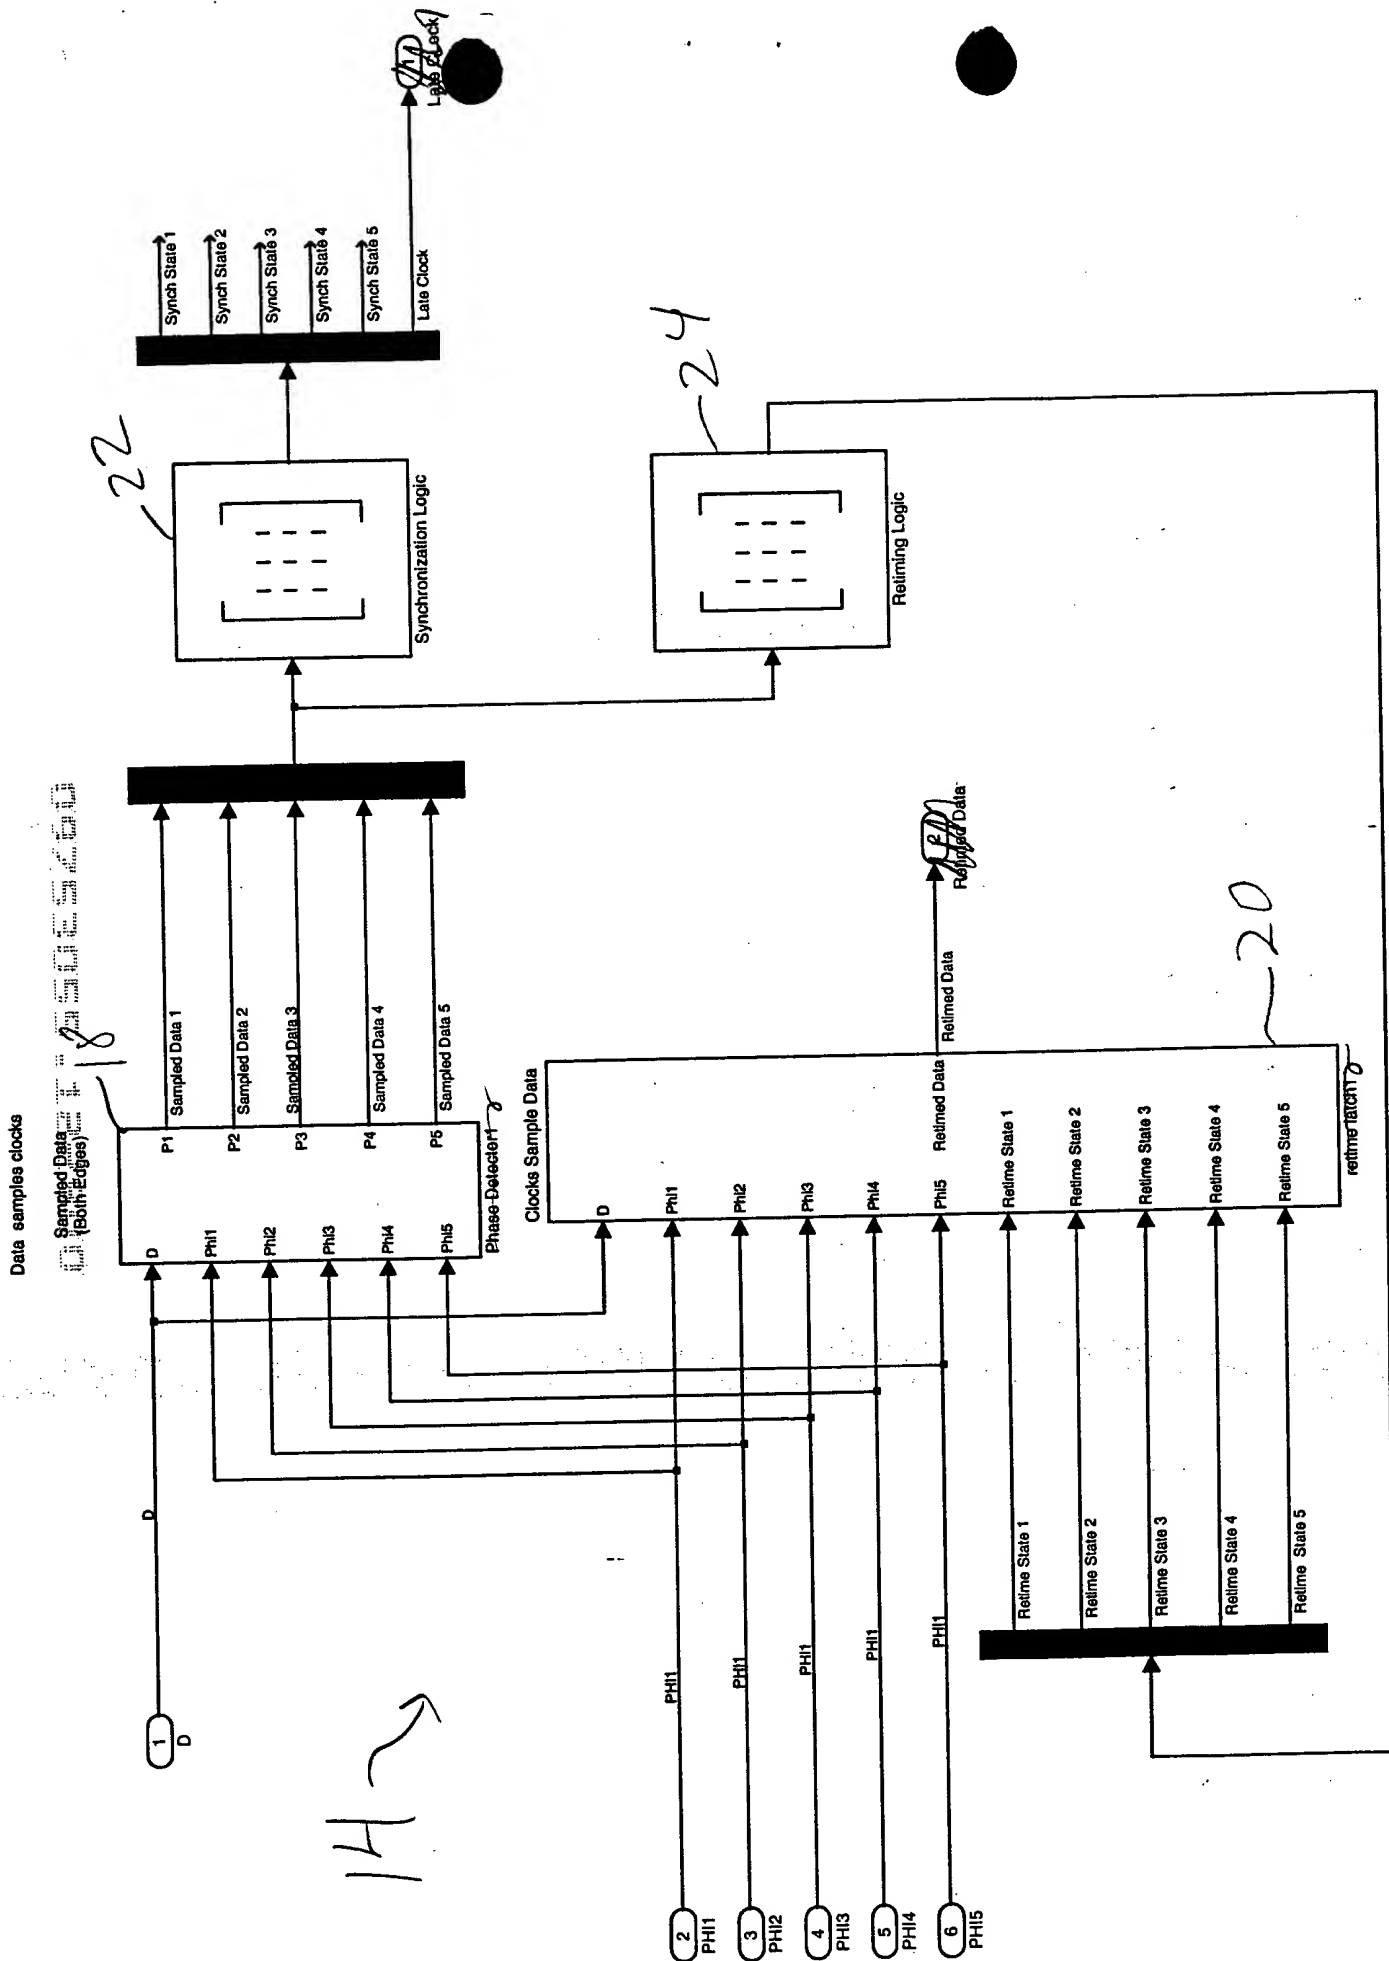 Data samples clocks
Sampled Data
(Both Edges)
18
D
Phi1
Phi2
Phi3
Phi4
Phi5
P1
P2
P3
P4
P5
Phase Detector1
Sampled Data 1
Sampled Data 2
Sampled Data 3
Sampled Data 4
Sampled Data 5
22
Synchronization Logic
Synch State 1
Synch State 2
Synch State 3
Synch State 4
Synch State 5
Late Clock
1
Late Clock
24
Retiming Logic
1
D
D
14
2
PHI1
3
PHI2
4
PHI3
5
PHI4
6
PHI5
PHI1
PHI1
PHI1
PHI1
PHI1
Clocks Sample Data
D
Phi1
Phi2
Phi3
Phi4
Phi5
Retime State 1
Retime State 2
Retime State 3
Retime State 4
Retime State 5
Retimed Data
retime latch1
20
Retimed Data
2
Retimed Data
Retime State 1
Retime State 2
Retime State 3
Retime State 4
Retime State 5